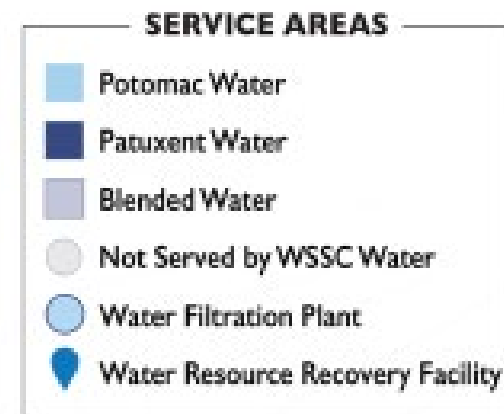 SERVICE AREAS
Potomac Water
Patuxent Water
Blended Water
Not Served by WSSC Water
Water Filtration Plant
Water Resource Recovery Facility